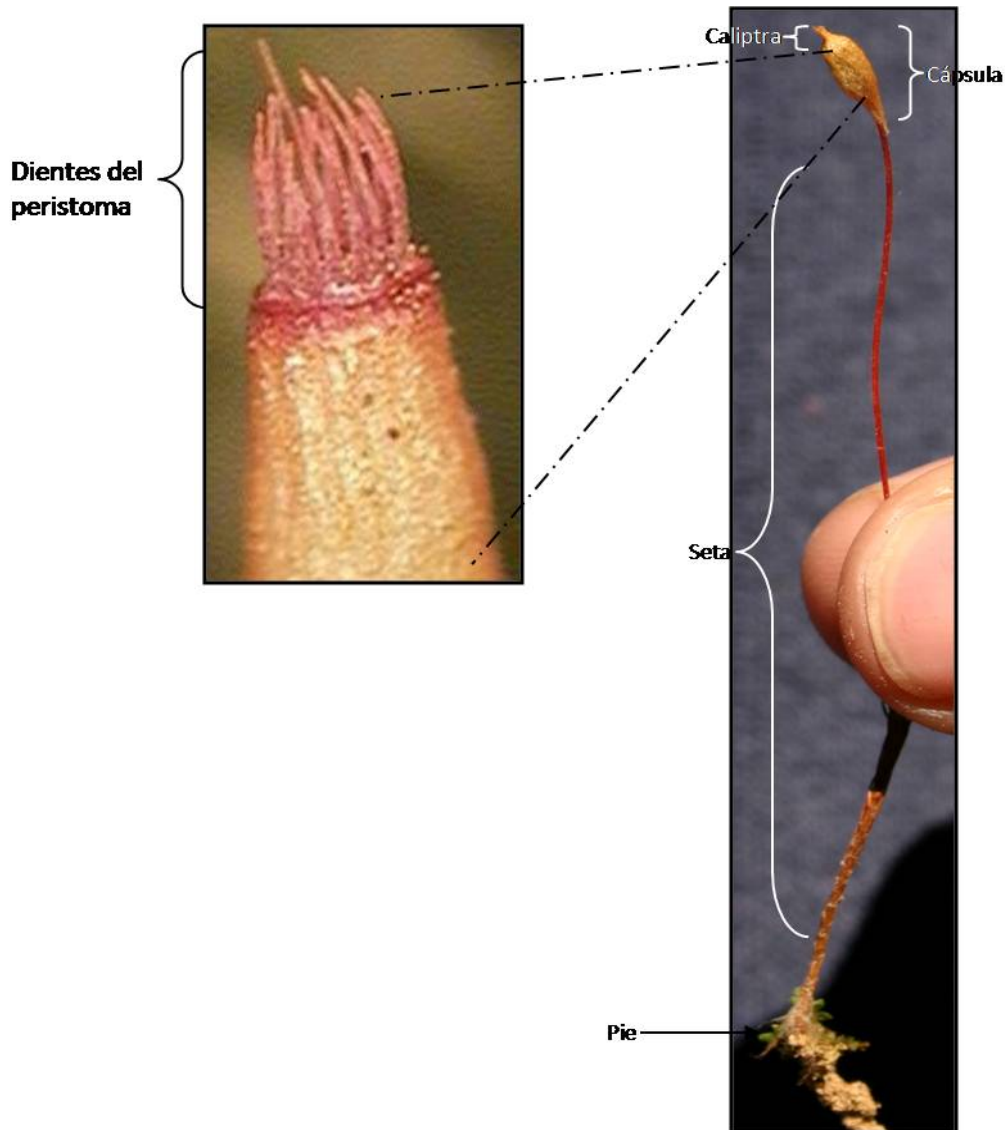 Dientes del
peristoma
Caliptra
Cápsula
Seta
Pie